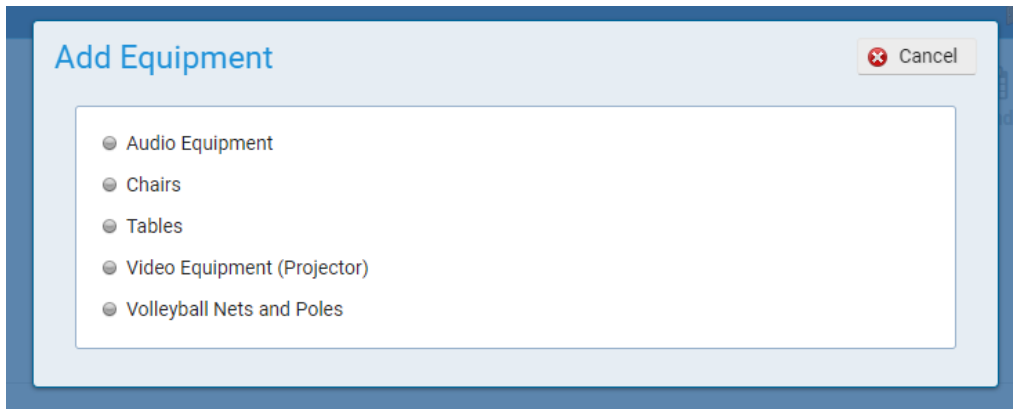 Add Equipment
Cancel
Audio Equipment
Chairs
Tables
Video Equipment (Projector)
Volleyball Nets and Poles